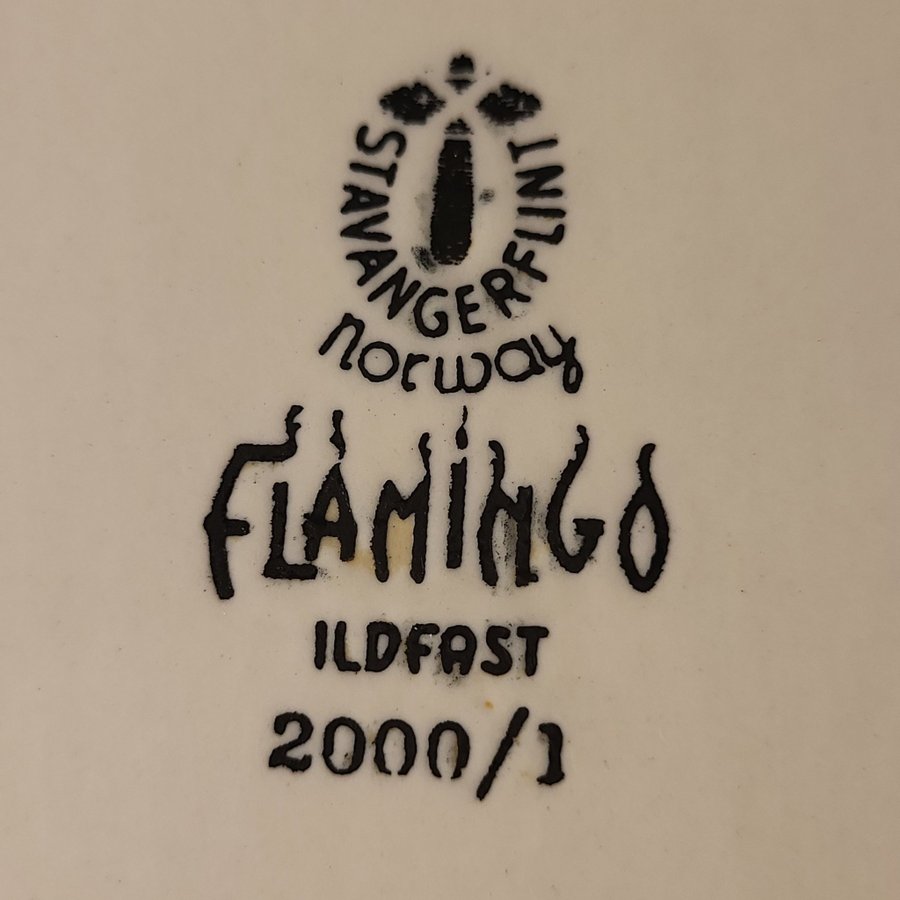 STAVANGERFLINT
norway
FLAMINGO
ILDFAST
2000/1